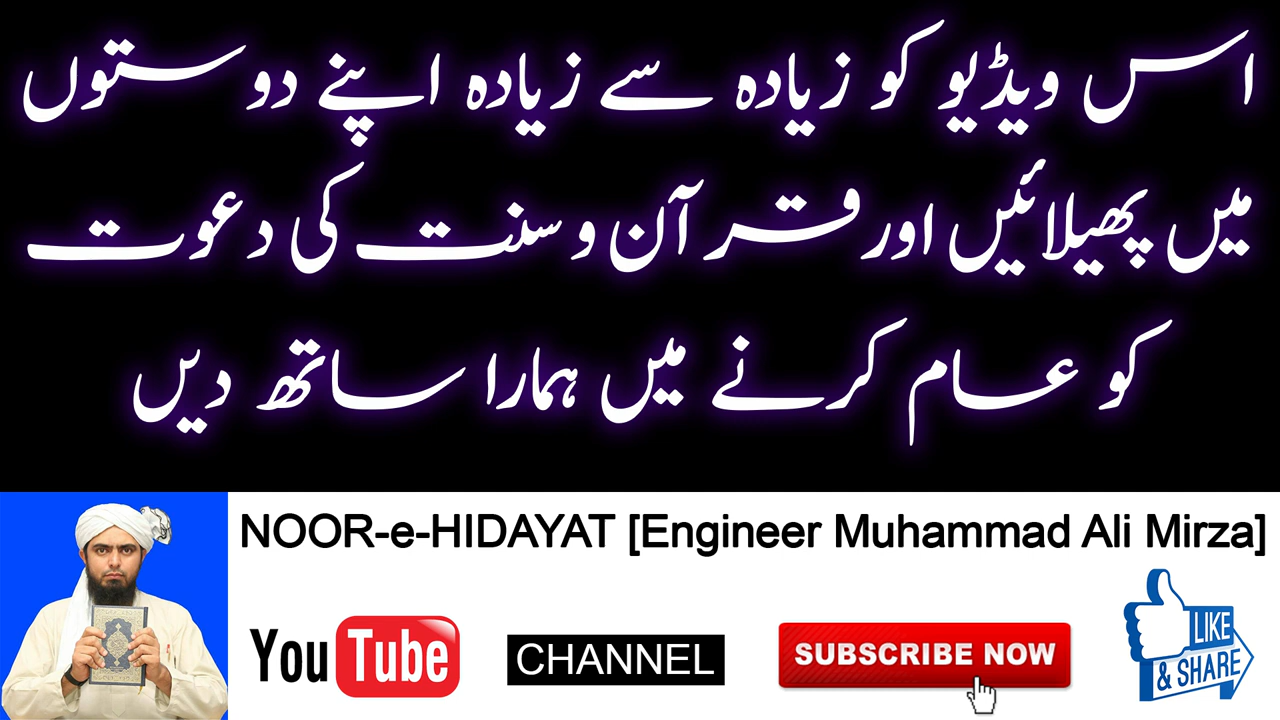 اس ویڈیو کو زیادہ سے زیادہ اپنے دوستوں
میں پھیلائیں اور قرآن و سنت کی دعوت
کو عام کرنے میں ہمارا ساتھ دیں
NOOR-e-HIDAYAT [Engineer Muhammad Ali Mirza]
YouTube CHANNEL SUBSCRIBE NOW
LIKE
& SHARE